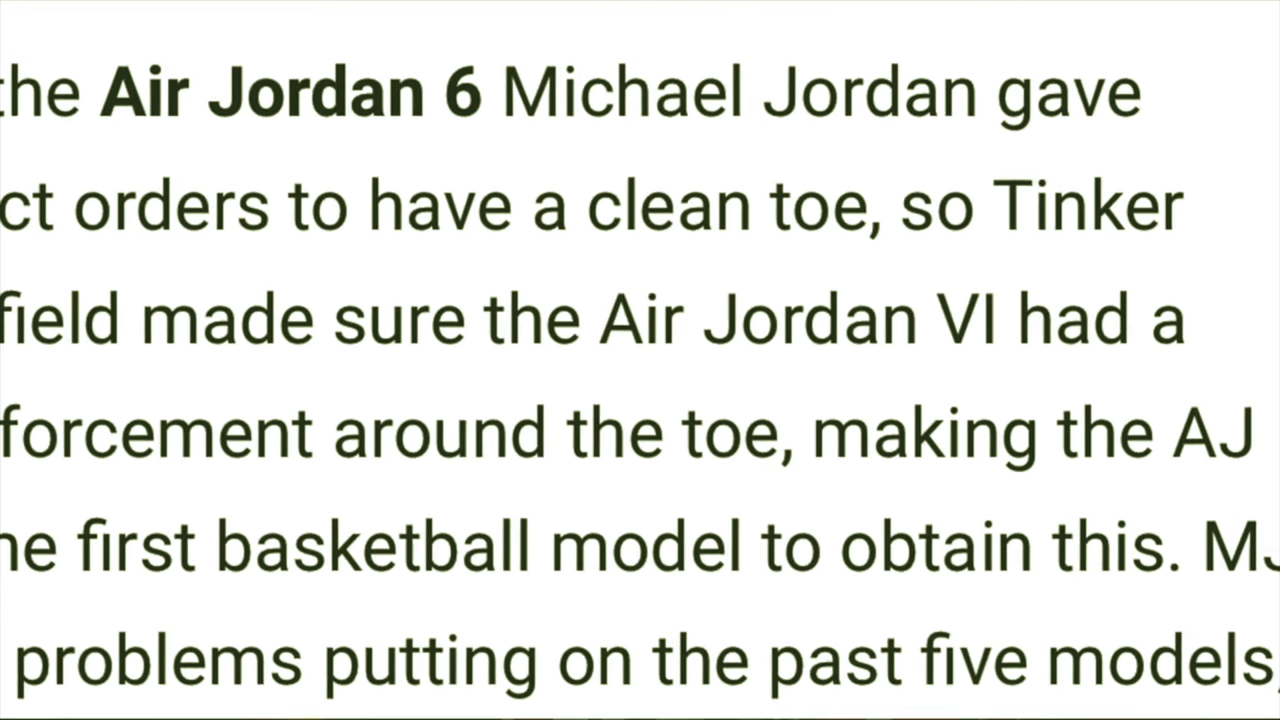 the Air Jordan 6 Michael Jordan gave
ct orders to have a clean toe, so Tinker
field made sure the Air Jordan VI had a
forcement around the toe, making the AJ
he first basketball model to obtain this. MJ
problems putting on the past five models,